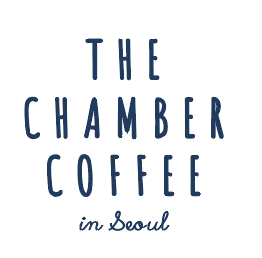 THE
CHAMBER
COFFEE
in Seoul